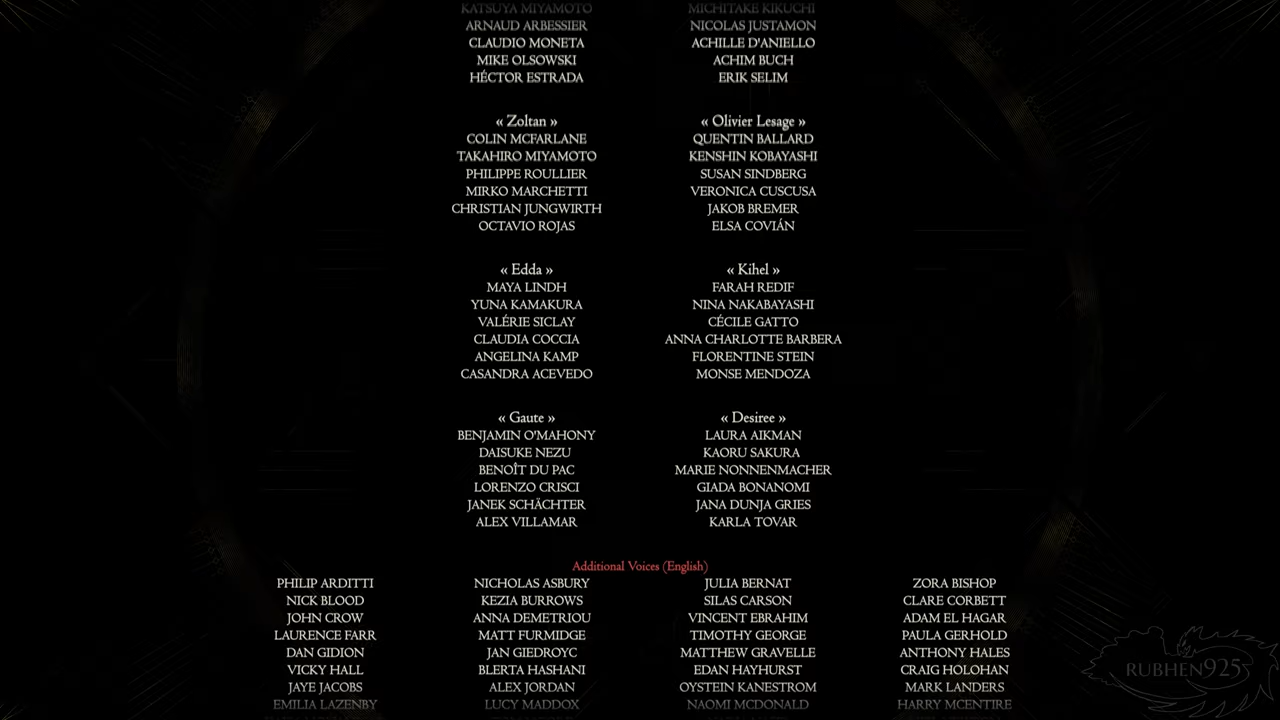 KATSUYA MIYAMOTO
ARNAUD ARBESSIER
CLAUDIO MONETA
MIKE OLSOWSKI
HÉCTOR ESTRADA
MICHITAKE KIKUCHI
NICOLAS JUSTAMON
ACHILLE D'ANIELLO
ACHIM BUCH
ERIK SELIM
« Zoltan »
COLIN MCFARLANE
TAKAHIRO MIYAMOTO
PHILIPPE ROULLIER
MIRKO MARCHETTI
CHRISTIAN JUNGWIRTH
OCTAVIO ROJAS
« Olivier Lesage »
QUENTIN BALLARD
KENSHIN KOBAYASHI
SUSAN SINDBERG
VERONICA CUSCUSA
JAKOB BREMER
ELSA COVIÁN
« Edda »
MAYA LINDH
YUNA KAMAKURA
VALÉRIE SICLAY
CLAUDIA COCCIA
ANGELINA KAMP
CASANDRA ACEVEDO
« Kihel »
FARAH REDIF
NINA NAKABAYASHI
CÉCILE GATTO
ANNA CHARLOTTE BARBERA
FLORENTINE STEIN
MONSE MENDOZA
« Gaute »
BENJAMIN O'MAHONY
DAISUKE NEZU
BENOÎT DU PAC
LORENZO CRISCI
JANEK SCHÄCHTER
ALEX VILLAMAR
« Desiree »
LAURA AIKMAN
KAORU SAKURA
MARIE NONNENMACHER
GIADA BONANOMI
JANA DUNJA GRIES
KARLA TOVAR
Additional Voices (English)
PHILIP ARDITTI
NICK BLOOD
JOHN CROW
LAURENCE FARR
DAN GIDION
VICKY HALL
JAYE JACOBS
EMILIA LAZENBY
NICHOLAS ASBURY
KEZIA BURROWS
ANNA DEMETRIOU
MATT FURMIDGE
JAN GIEDROYC
BLERTA HASHANI
ALEX JORDAN
LUCY MADDOX
JULIA BERNAT
SILAS CARSON
VINCENT EBRAHIM
TIMOTHY GEORGE
MATTHEW GRAVELLE
EDAN HAYHURST
OYSTEIN KANESTROM
NAOMI MCDONALD
ZORA BISHOP
CLARE CORBETT
ADAM EL HAGAR
PAULA GERHOLD
ANTHONY HALES
CRAIG HOLOHAN
MARK LANDERS
HARRY MCENTIRE
RUBHEN925